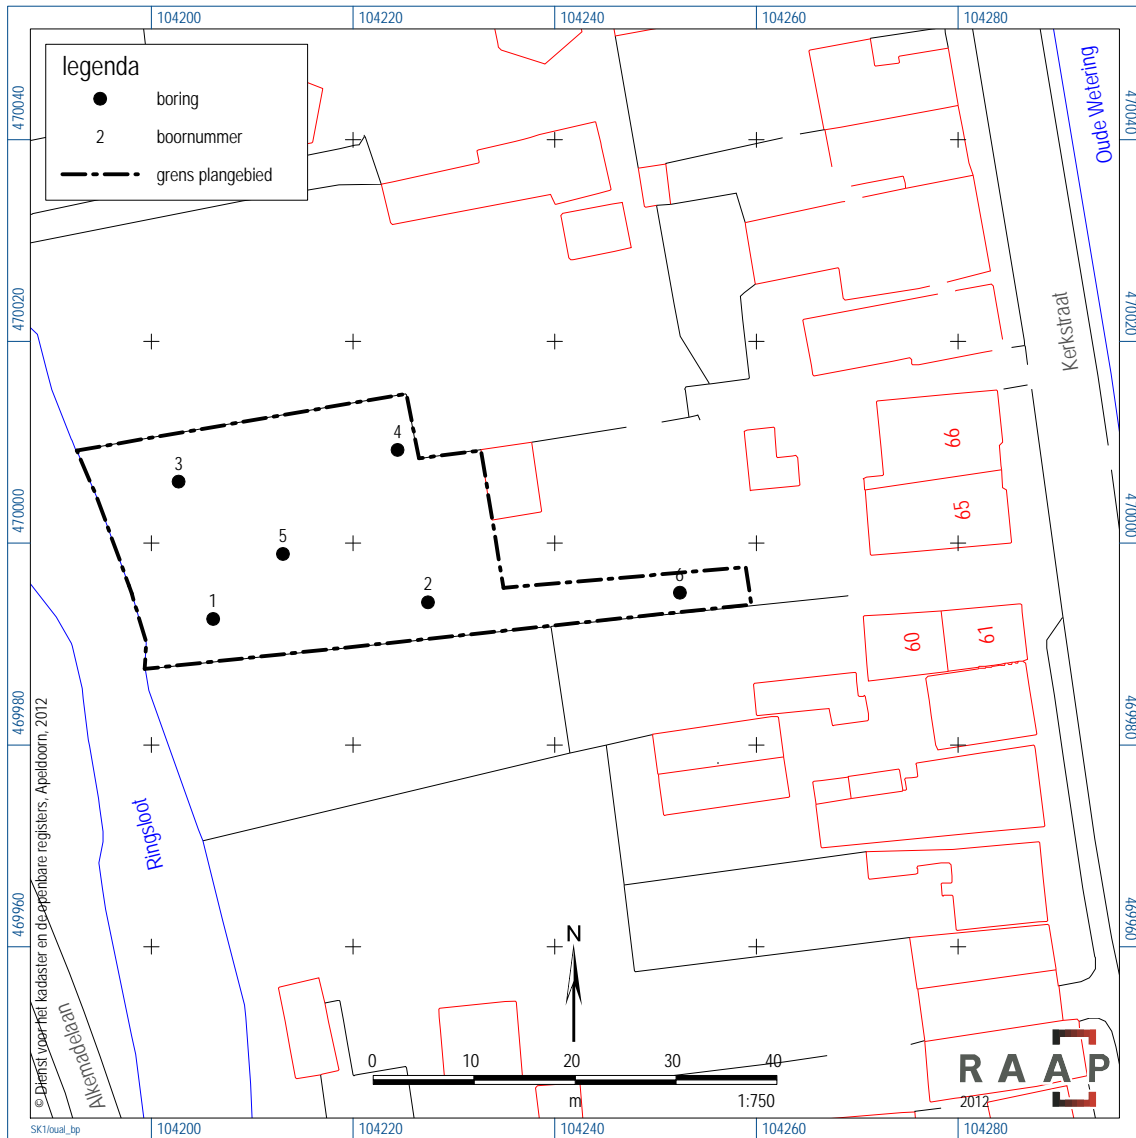 104200
104220
104240
104260
104280
legenda
boring
2
boornummer
grens plangebied
470040
470040
Oude Wetering
470020
470020
Kerkstraat
4
3
66
65
470000
470000
5
6
2
1
60
61
469980
469980
© Dienst voor het kadaster en de openbare registers, Apeldoorn, 2012
Ringsloot
469960
469960
N
Alkemadelaan
0
10
20
30
40
m
1:750
RAAP
2012
SK1/oual_bp
104200
104220
104240
104260
104280